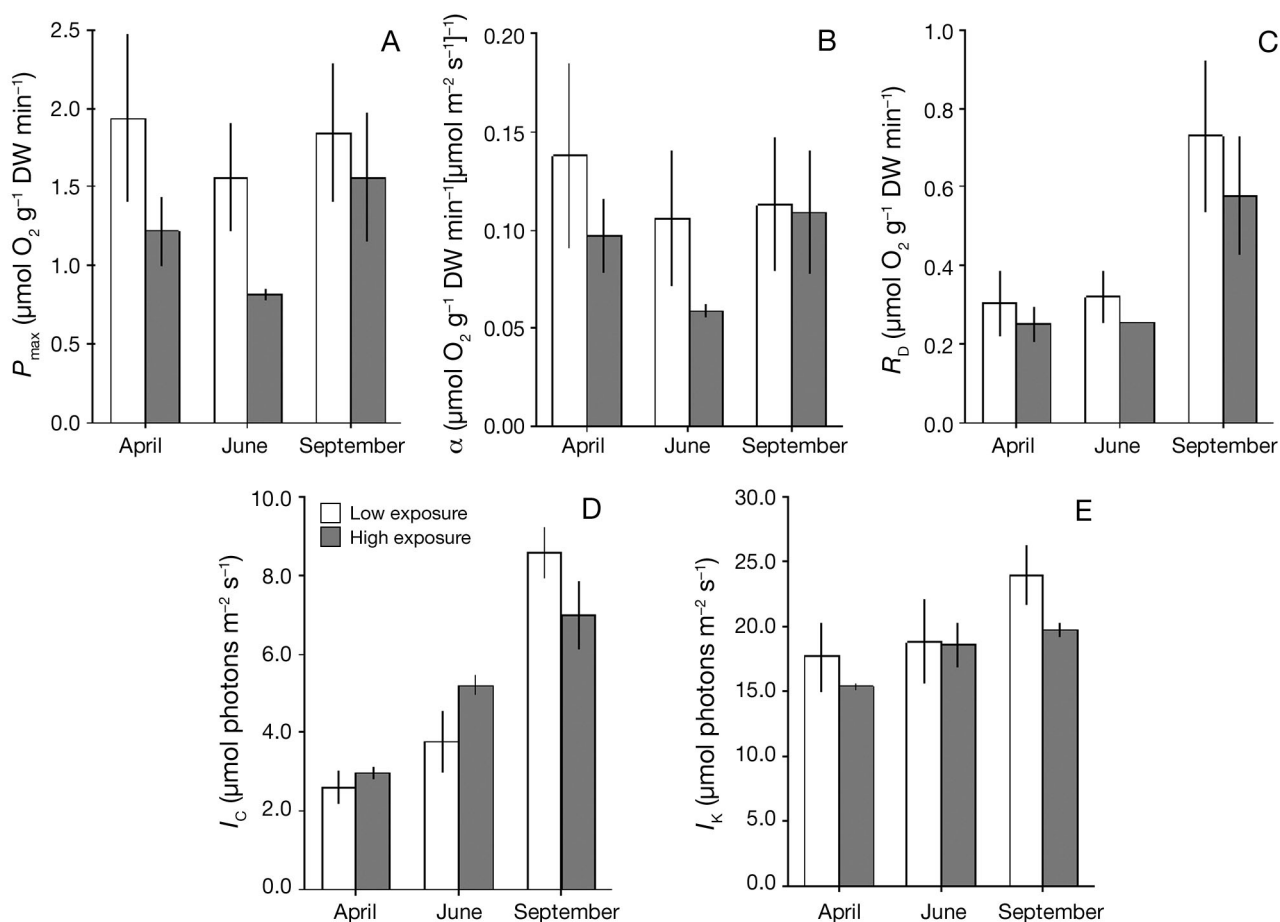 A
P_max (µmol O₂ g⁻¹ DW min⁻¹)
2.5
2.0
1.5
1.0
0.5
0.0
April June September
B
α (µmol O₂ g⁻¹ DW min⁻¹[µmol m⁻² s⁻¹]⁻¹)
0.20
0.15
0.10
0.05
0.00
April June September
C
R_D (µmol O₂ g⁻¹ DW min⁻¹)
1.0
0.8
0.6
0.4
0.2
0.0
April June September
D
Low exposure
High exposure
I_C (µmol photons m⁻² s⁻¹)
10.0
8.0
6.0
4.0
2.0
0.0
April June September
E
I_K (µmol photons m⁻² s⁻¹)
30.0
25.0
20.0
15.0
10.0
5.0
0.0
April June September